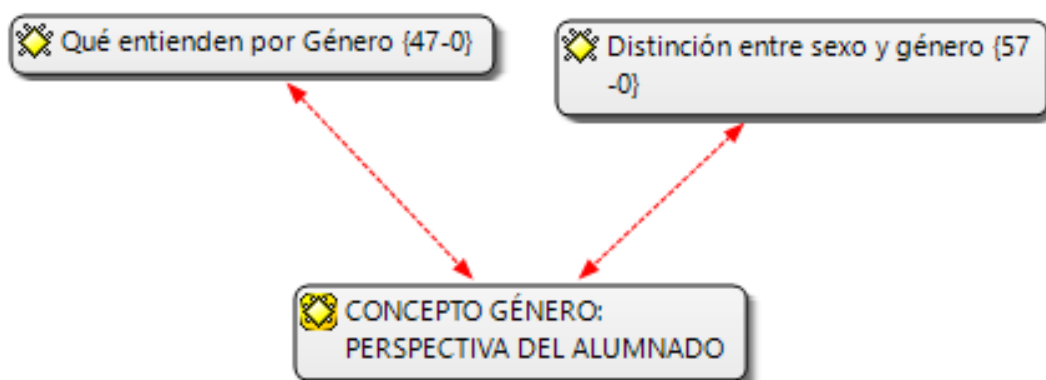 Qué entienden por Género {47-0}
Distinción entre sexo y género {57
-0}
CONCEPTO GÉNERO:
PERSPECTIVA DEL ALUMNADO